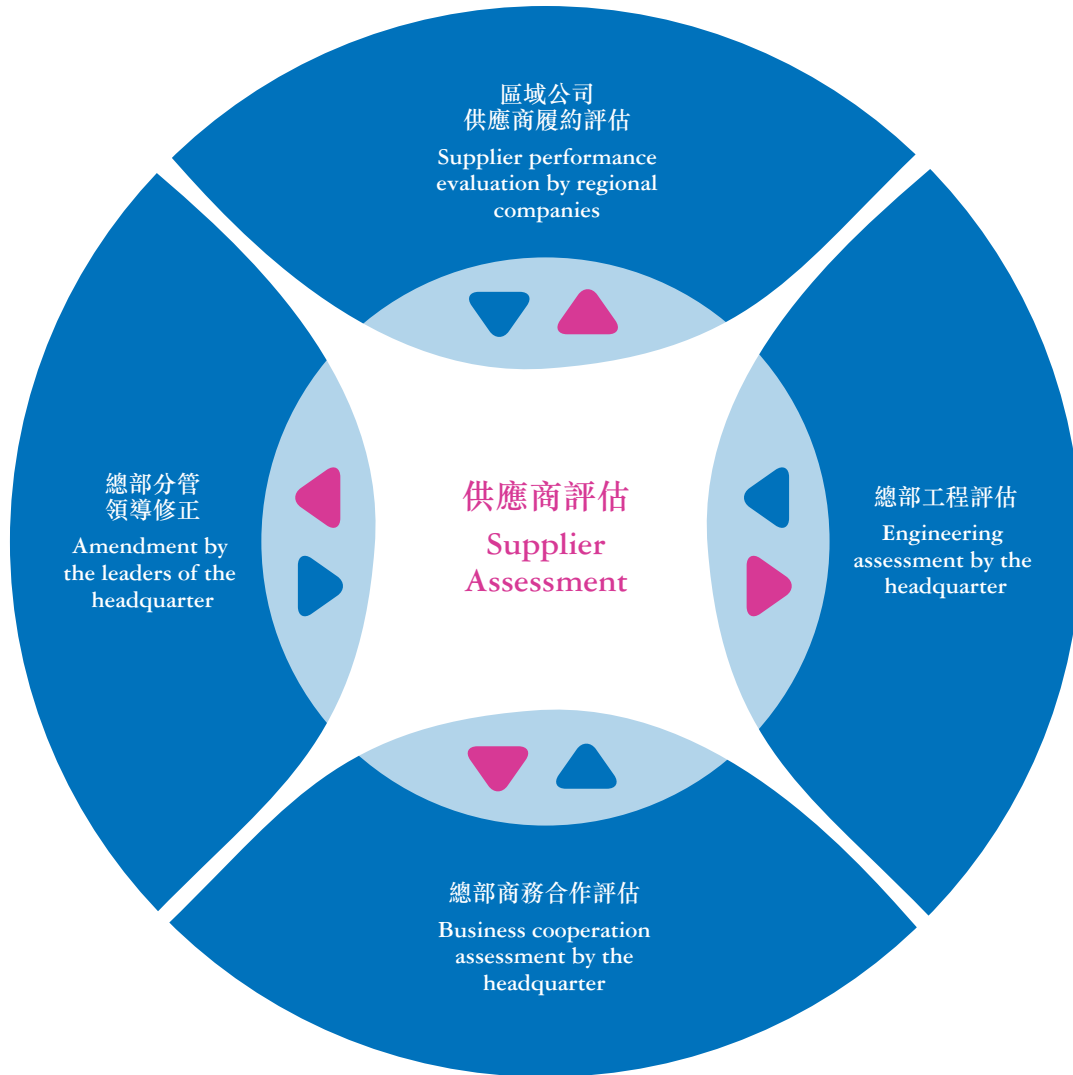 區域公司
供應商履約評估
Supplier performance
evaluation by regional
companies
總部分管
領導修正
Amendment by
the leaders of the
headquarter
供應商評估
Supplier
Assessment
總部工程評估
Engineering
assessment by the
headquarter
總部商務合作評估
Business cooperation
assessment by the
headquarter